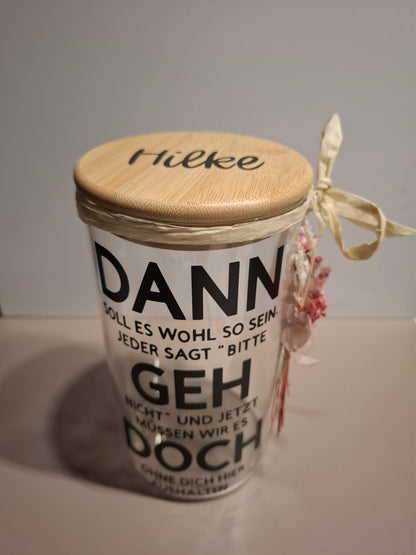 Hilke
DANN
SOLL ES WOHL SO SEIN.
JEDER SAGT "BITTE
GEH
NICHT" UND JETZT
MÜSSEN WIR ES
DOCH
OHNE DICH HIER
AUSHALTEN